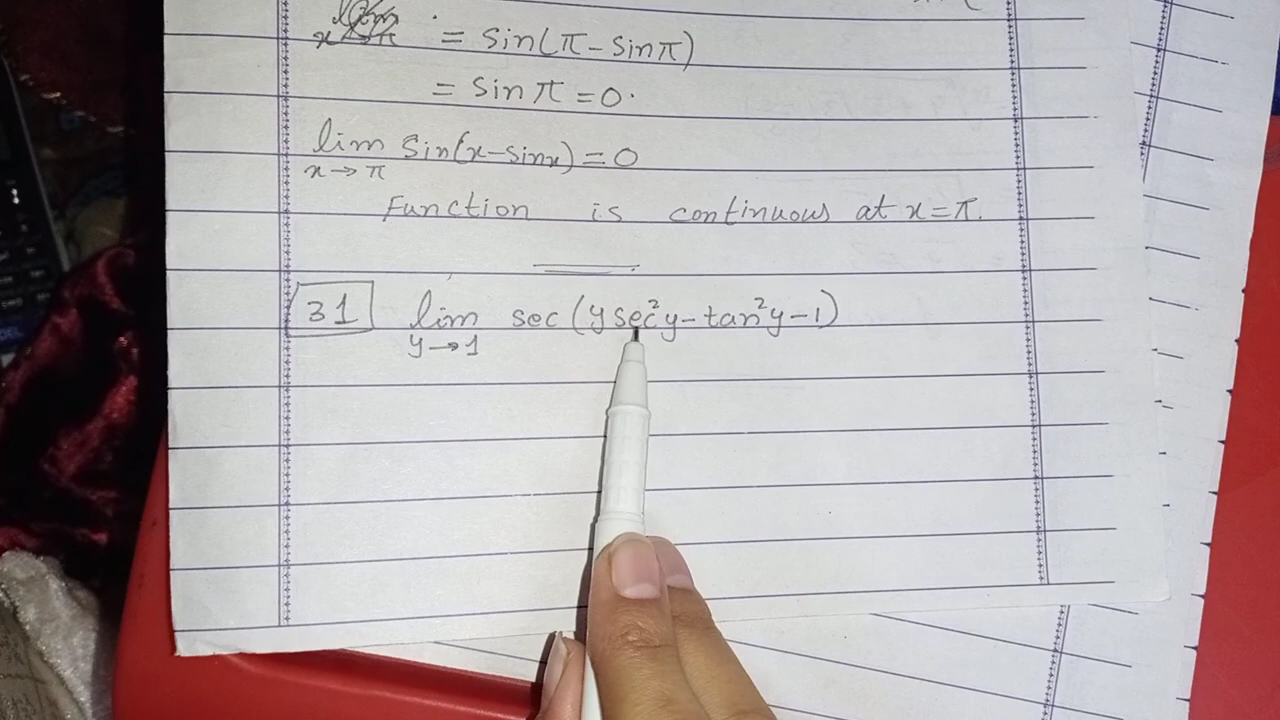 = sin(π - sinπ)
= sin π = 0.
lim x→π sin(x-sinx) = 0
Function is continuous at x = π.
31 lim y→1 sec (y sec²y - tan²y - 1)